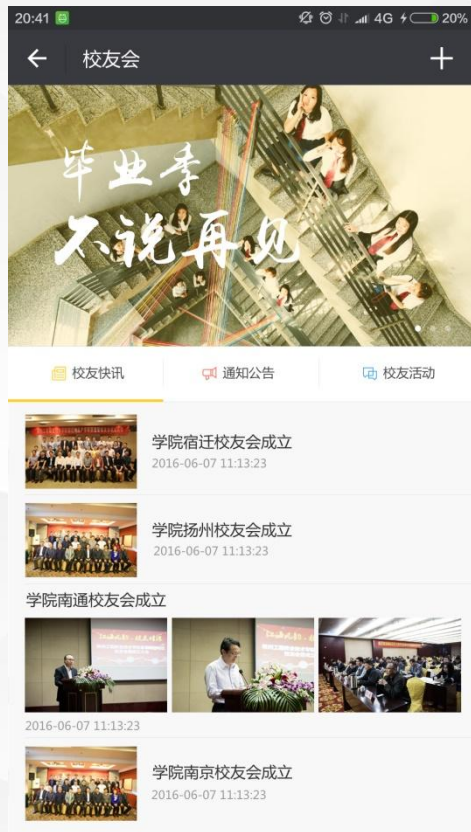 20:41
4G
20%
校友会
毕业季
不说再见
校友快讯
通知公告
校友活动
学院宿迁校友会成立
2016-06-07 11:13:23
学院扬州校友会成立
2016-06-07 11:13:23
学院南通校友会成立
2016-06-07 11:13:23
学院南京校友会成立
2016-06-07 11:13:23